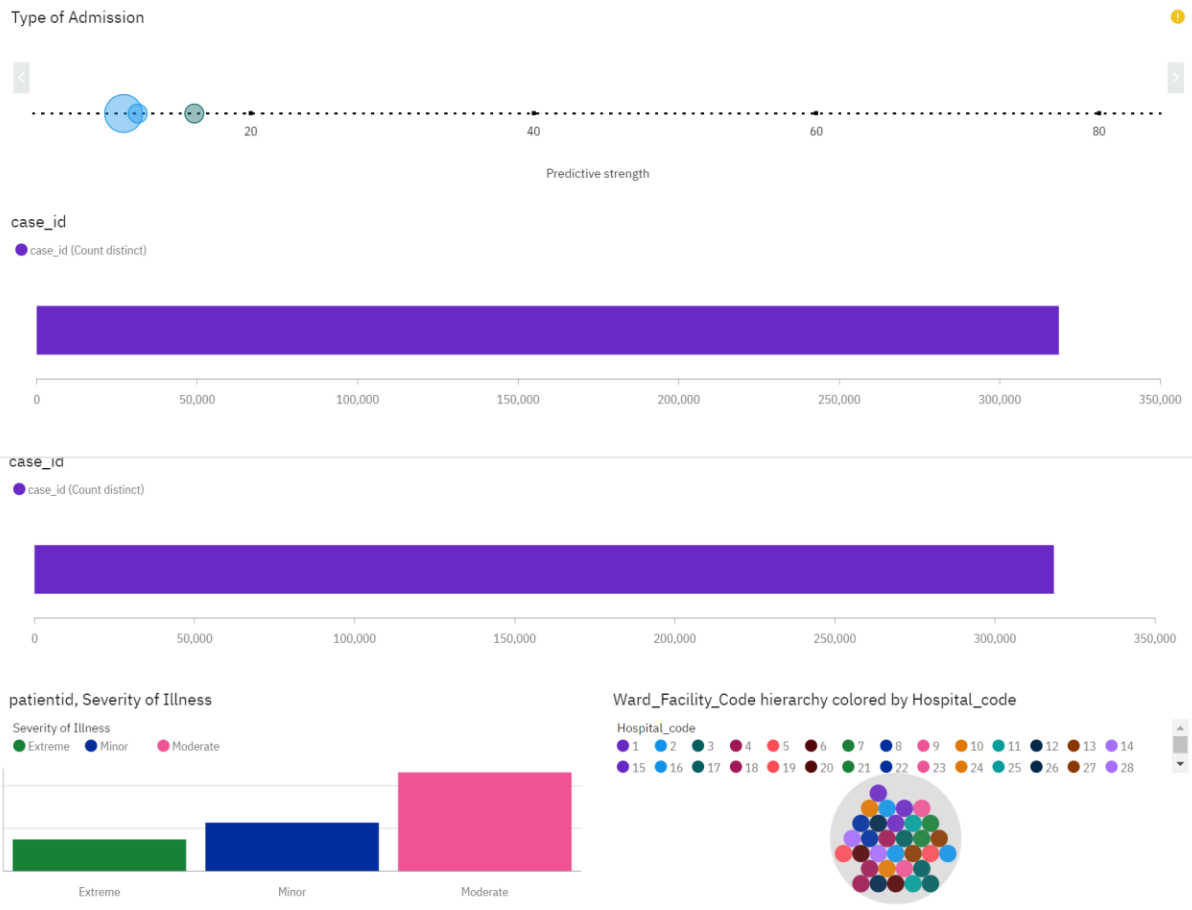 Type of Admission
!
20 40 60 80
Predictive strength
case_id
case_id (Count distinct)
0 50,000 100,000 150,000 200,000 250,000 300,000 350,000
case_id
case_id (Count distinct)
0 50,000 100,000 150,000 200,000 250,000 300,000 350,000
patientid, Severity of Illness
Severity of Illness
Extreme Minor Moderate
Extreme Minor Moderate
Ward_Facility_Code hierarchy colored by Hospital_code
Hospital_code
1 2 3 4 5 6 7 8 9 10 11 12 13 14
15 16 17 18 19 20 21 22 23 24 25 26 27 28